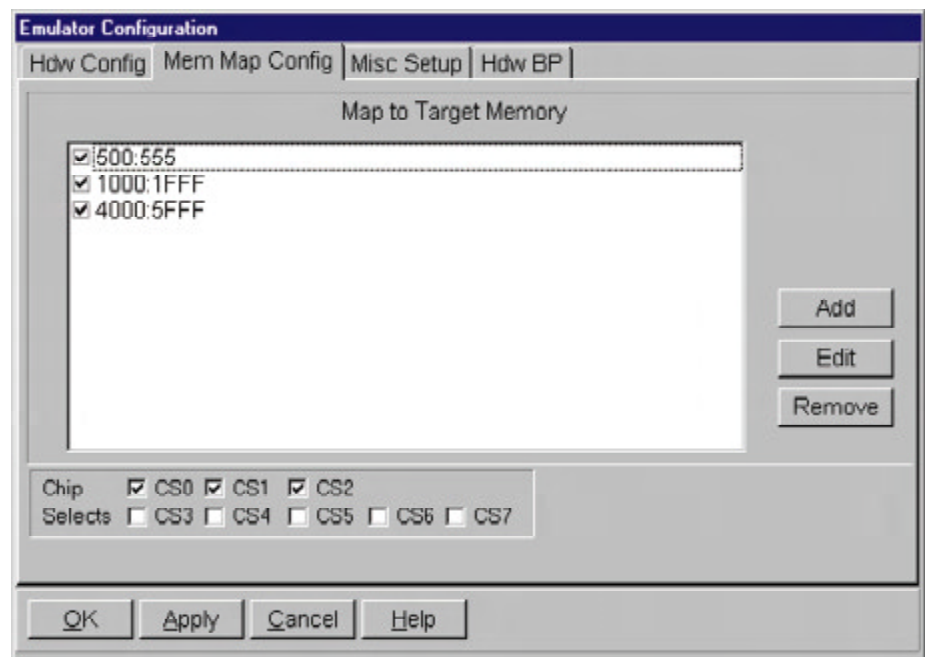 Emulator Configuration
Hdw Config Mem Map Config Misc Setup Hdw BP
Map to Target Memory
500:555
1000:1FFF
4000:5FFF
Add
Edit
Remove
Chip CS0 CS1 CS2
Selects CS3 CS4 CS5 CS6 CS7
OK Apply Cancel Help